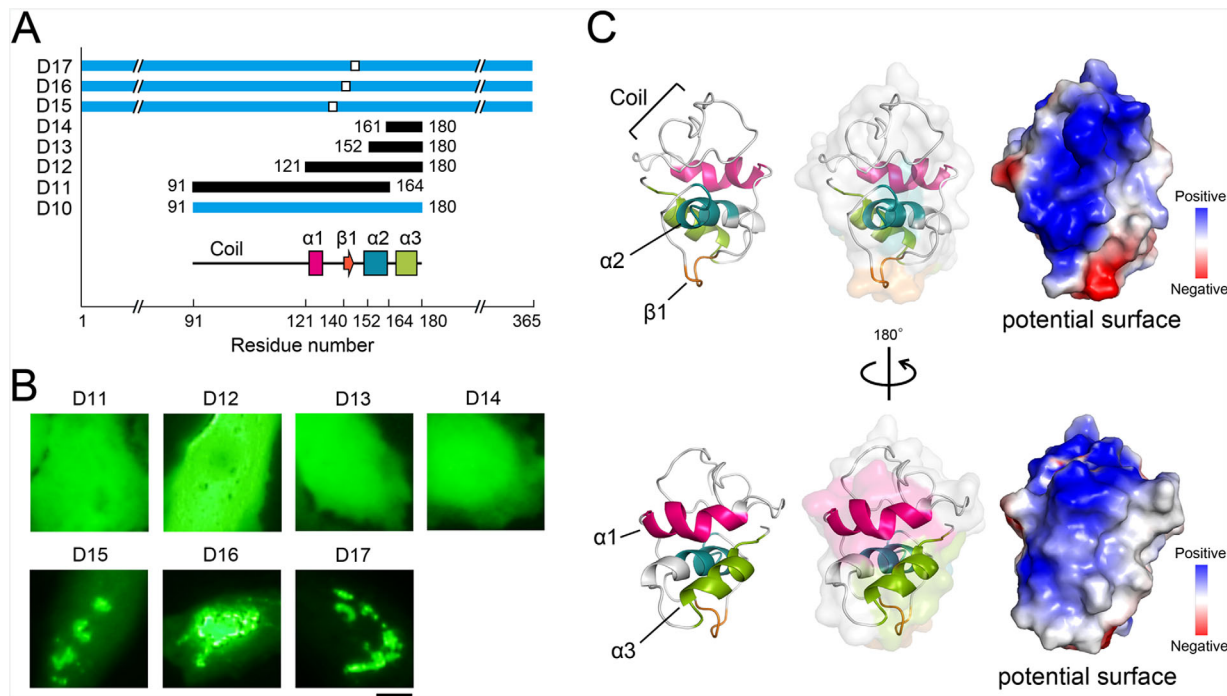 A
D17
D16
D15
D14 161 180
D13 152 180
D12 121 180
D11 91 164
D10 91 180
Coil α1 β1 α2 α3
1 91 121 140 152 164 180 365
Residue number
B
D11 D12 D13 D14
D15 D16 D17
C
Coil
α2
β1
Positive
Negative
potential surface
180°
α1
α3
Positive
Negative
potential surface